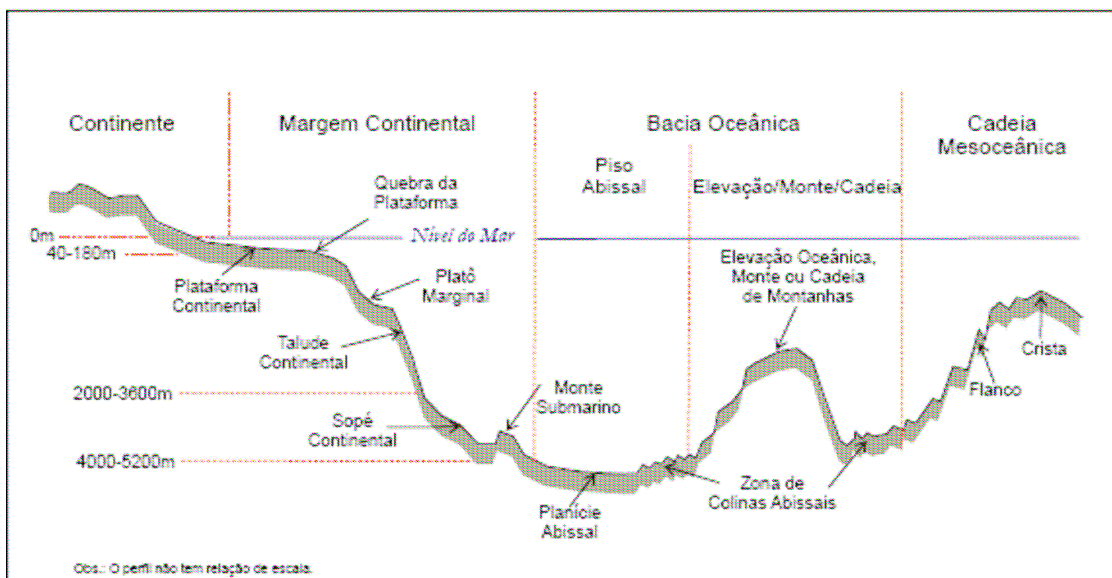 Continente
Margem Continental
Bacia Oceânica
Cadeia
Mesoceânica
Piso
Abissal
Elevação/Monte/Cadeia
Quebra da
Plataforma
0m
Nível do Mar
40-180m
Plataforma
Continental
Platô
Marginal
Elevação Oceânica,
Monte ou Cadeia
de Montanhas
Talude
Continental
Crista
Flanco
2000-3600m
Monte
Submarino
Sopé
Continental
4000-5200m
Planície
Abissal
Zona de
Colinas Abissais
Obs.: O perfil não tem relação de escala.